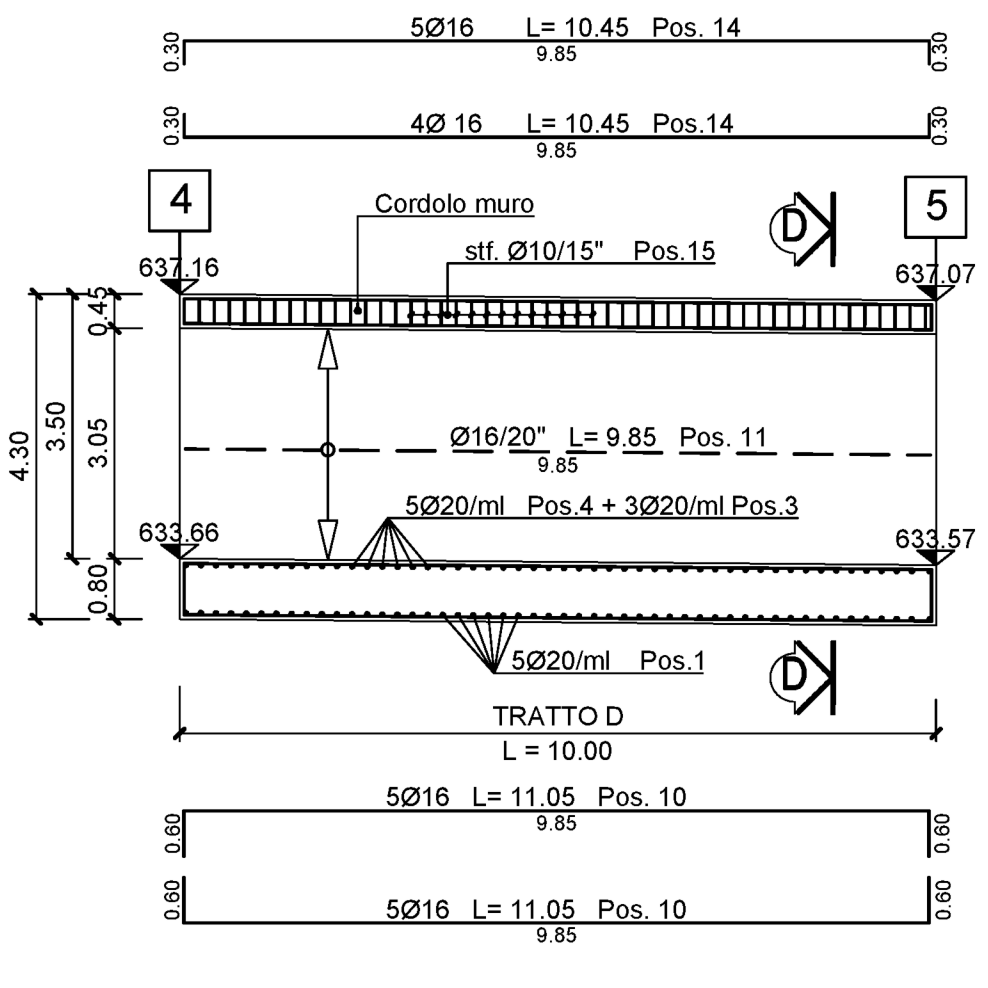 5Ø16 L= 10.45 Pos. 14
0.30 9.85 0.30
4Ø 16 L= 10.45 Pos.14
0.30 9.85 0.30
4 5
Cordolo muro D
stf. Ø10/15" Pos.15
637.16 637.07
0.45
4.30 3.50 3.05
Ø16/20" L= 9.85 Pos. 11
9.85
5Ø20/ml Pos.4 + 3Ø20/ml Pos.3
633.66 633.57
0.80
5Ø20/ml Pos.1 D
TRATTO D
L = 10.00
5Ø16 L= 11.05 Pos. 10
0.60 9.85 0.60
5Ø16 L= 11.05 Pos. 10
0.60 9.85 0.60